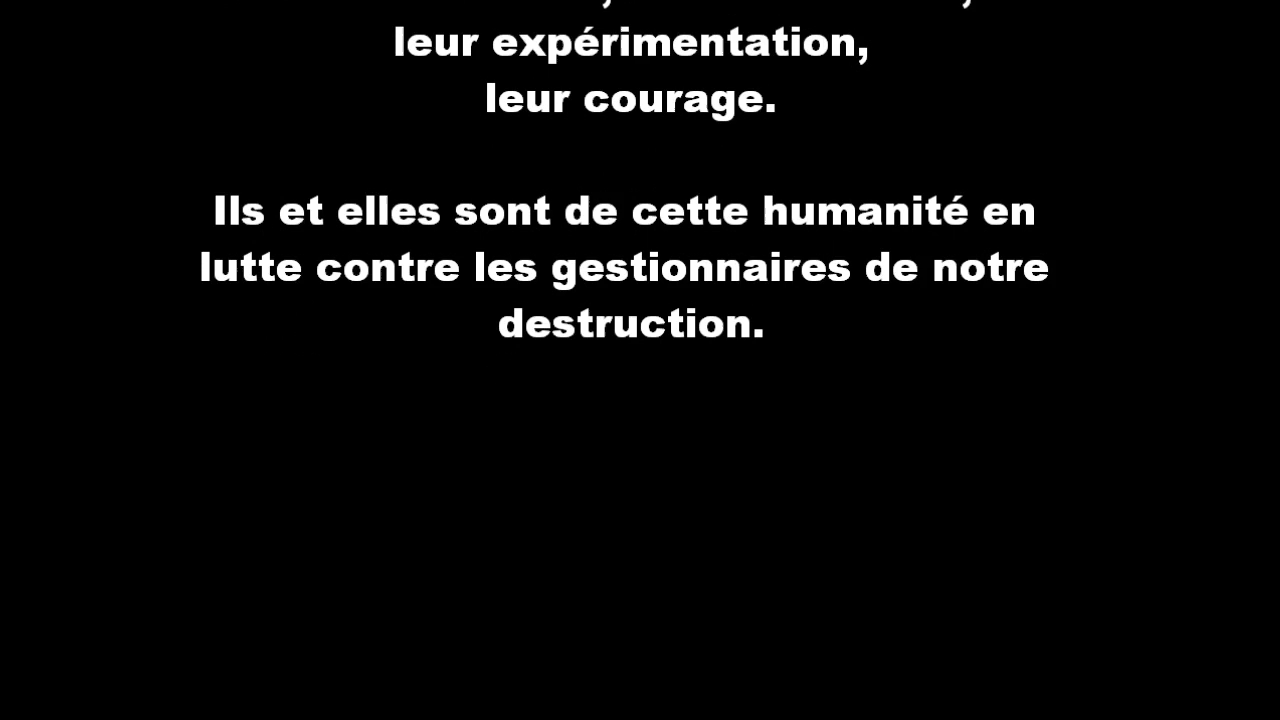 leur expérimentation,
leur courage.
Ils et elles sont de cette humanité en
lutte contre les gestionnaires de notre
destruction.